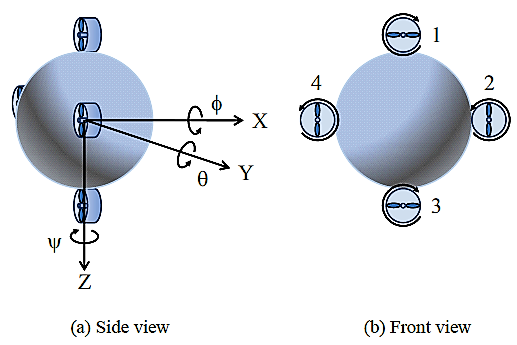 1
4
2
ϕ
X
θ
Y
3
ψ
Z
(a) Side view
(b) Front view